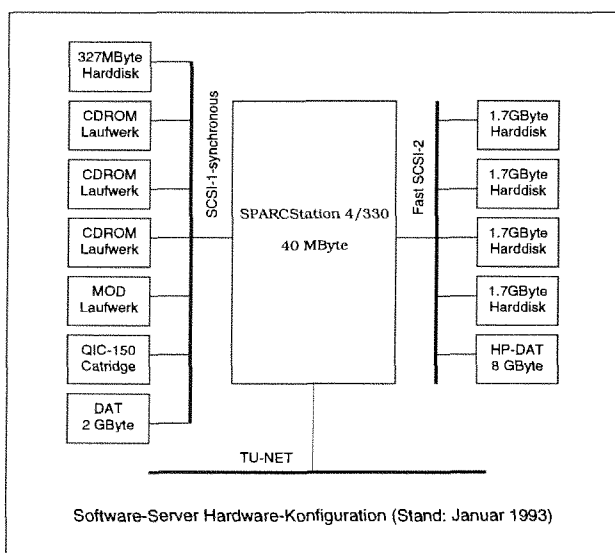 327MByte
Harddisk
CDROM
Laufwerk
CDROM
Laufwerk
CDROM
Laufwerk
MOD
Laufwerk
QIC-150
Catridge
DAT
2 GByte
SCSI-1-synchronous
SPARCStation 4/330
40 MByte
Fast SCSI-2
1.7GByte
Harddisk
1.7GByte
Harddisk
1.7GByte
Harddisk
1.7GByte
Harddisk
HP-DAT
8 GByte
TU-NET
Software-Server Hardware-Konfiguration (Stand: Januar 1993)